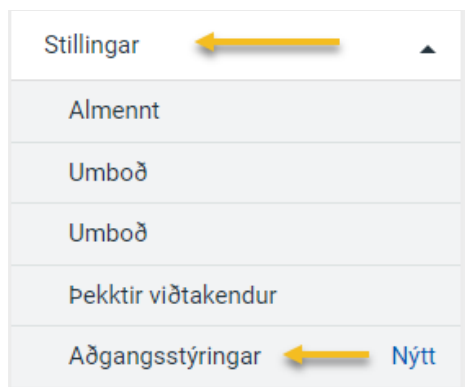 Stillingar
Almennt
Umboð
Umboð
Þekktir viðtakendur
Aðgangsstýringar Nýtt